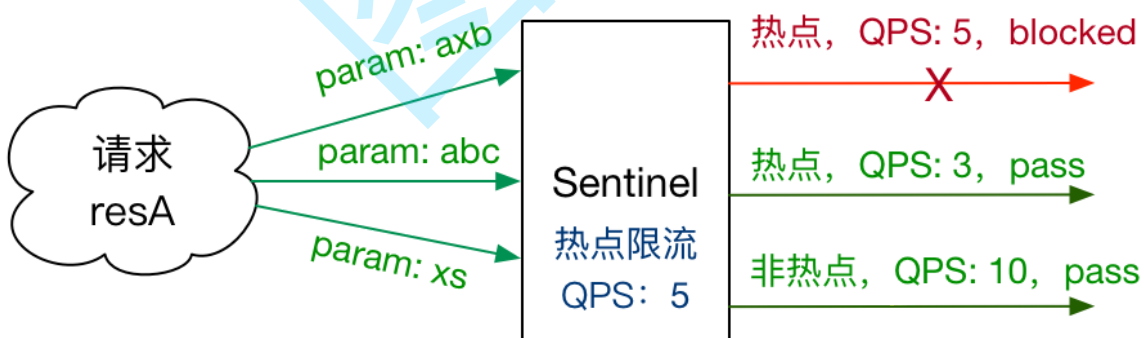 param: axb
param: abc
param: xs
请求
resA
Sentinel
热点限流
QPS：5
热点，QPS: 5，blocked
X
热点，QPS: 3，pass
非热点，QPS: 10，pass